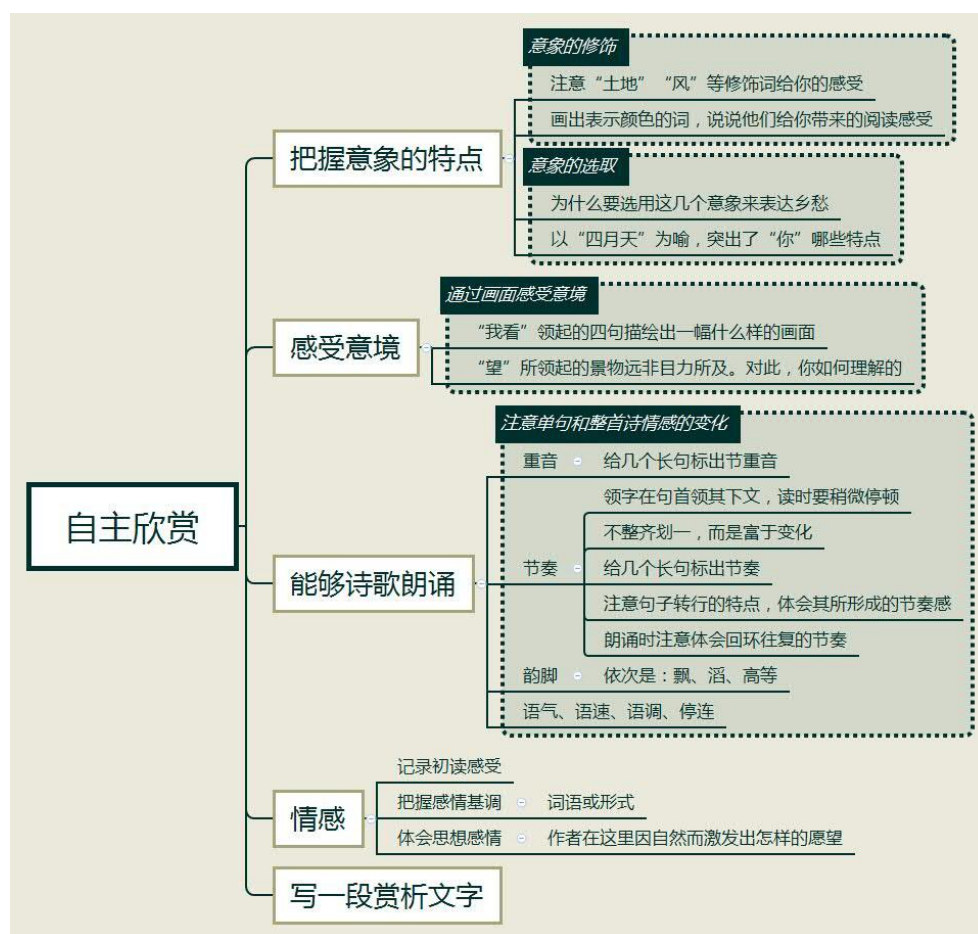 意象的修饰
注意“土地”“风”等修饰词给你的感受
画出表示颜色的词，说说他们给你带来的阅读感受
把握意象的特点
意象的选取
为什么要选用这几个意象来表达乡愁
以“四月天”为喻，突出了“你”哪些特点
通过画面感受意境
“我看”领起的四句描绘出一幅什么样的画面
感受意境
“望”所领起的景物远非目力所及。对此，你如何理解的
注意单句和整首诗情感的变化
重音 给几个长句标出节重音
领字在句首领其下文，读时要稍微停顿
自主欣赏
不整齐划一，而是富于变化
能够诗歌朗诵
节奏 给几个长句标出节奏
注意句子转行的特点，体会其所形成的节奏感
朗诵时注意体会回环往复的节奏
韵脚 依次是：飘、滔、高等
语气、语速、语调、停连
记录初读感受
情感
把握感情基调 词语或形式
体会思想感情 作者在这里因自然而激发出怎样的愿望
写一段赏析文字